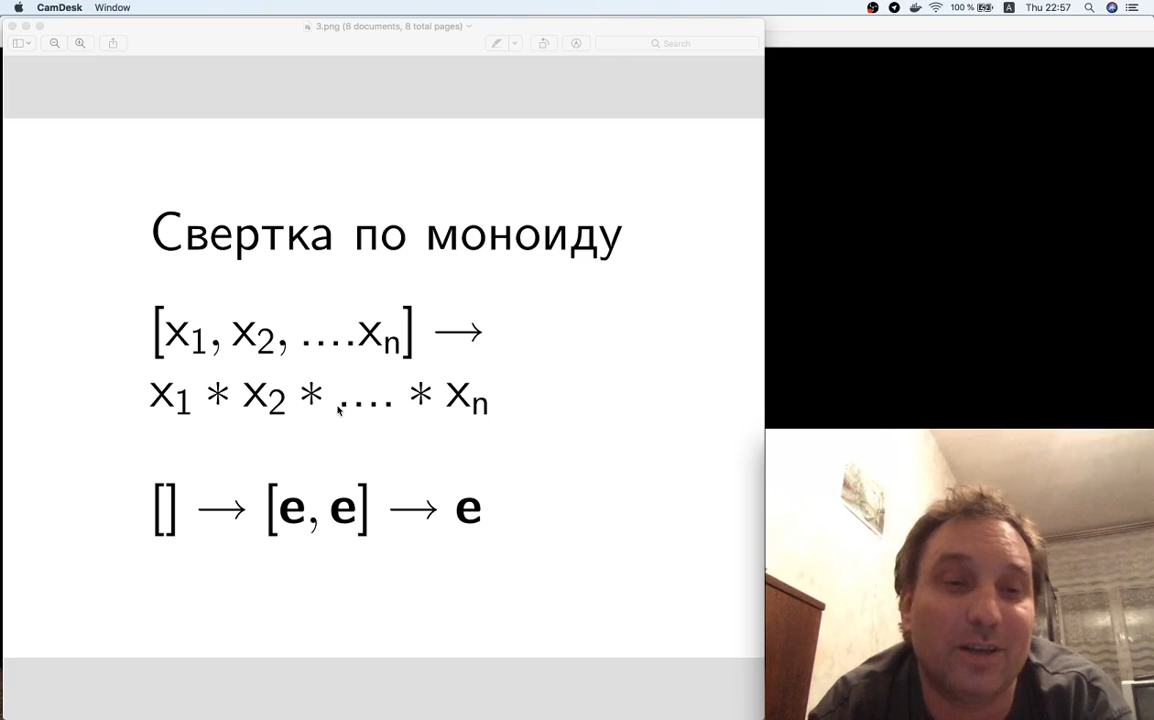 CamDesk Window 100 % Thu 22:57
3.png (8 documents, 8 total pages)
Search
Свертка по моноиду
[x₁, x₂, ....xₙ] →
x₁ * x₂ * .... * xₙ
[] → [e, e] → e